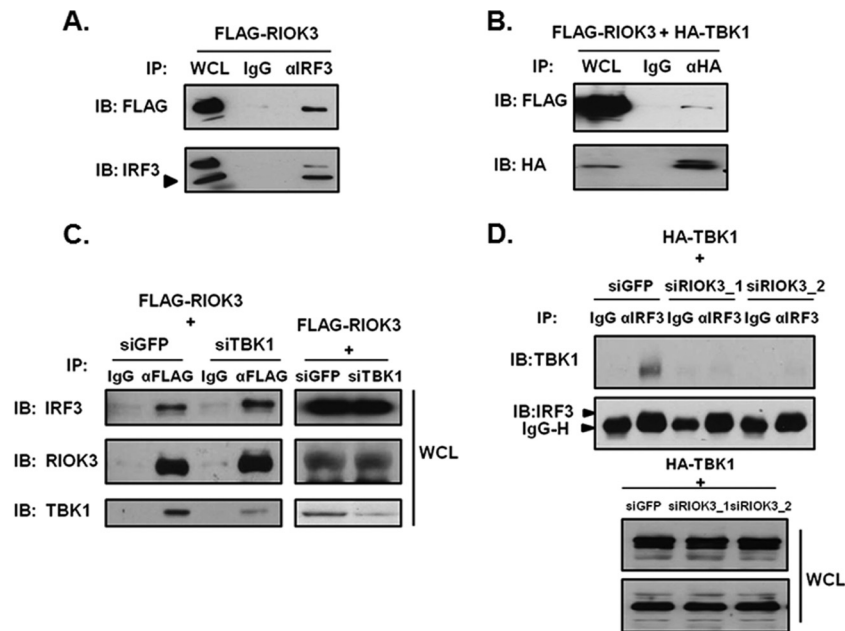 A.
FLAG-RIOK3
IP: WCL IgG αIRF3
IB: FLAG
IB: IRF3
B.
FLAG-RIOK3 + HA-TBK1
IP: WCL IgG αHA
IB: FLAG
IB: HA
C.
FLAG-RIOK3
+
siGFP siTBK1
IP:
IgG αFLAG IgG αFLAG
FLAG-RIOK3
+
siGFP siTBK1
IB: IRF3
IB: RIOK3
IB: TBK1
WCL
D.
HA-TBK1
+
siGFP siRIOK3_1 siRIOK3_2
IP: IgG αIRF3 IgG αIRF3 IgG αIRF3
IB:TBK1
IB:IRF3
IgG-H
HA-TBK1
+
siGFP siRIOK3_1 siRIOK3_2
WCL